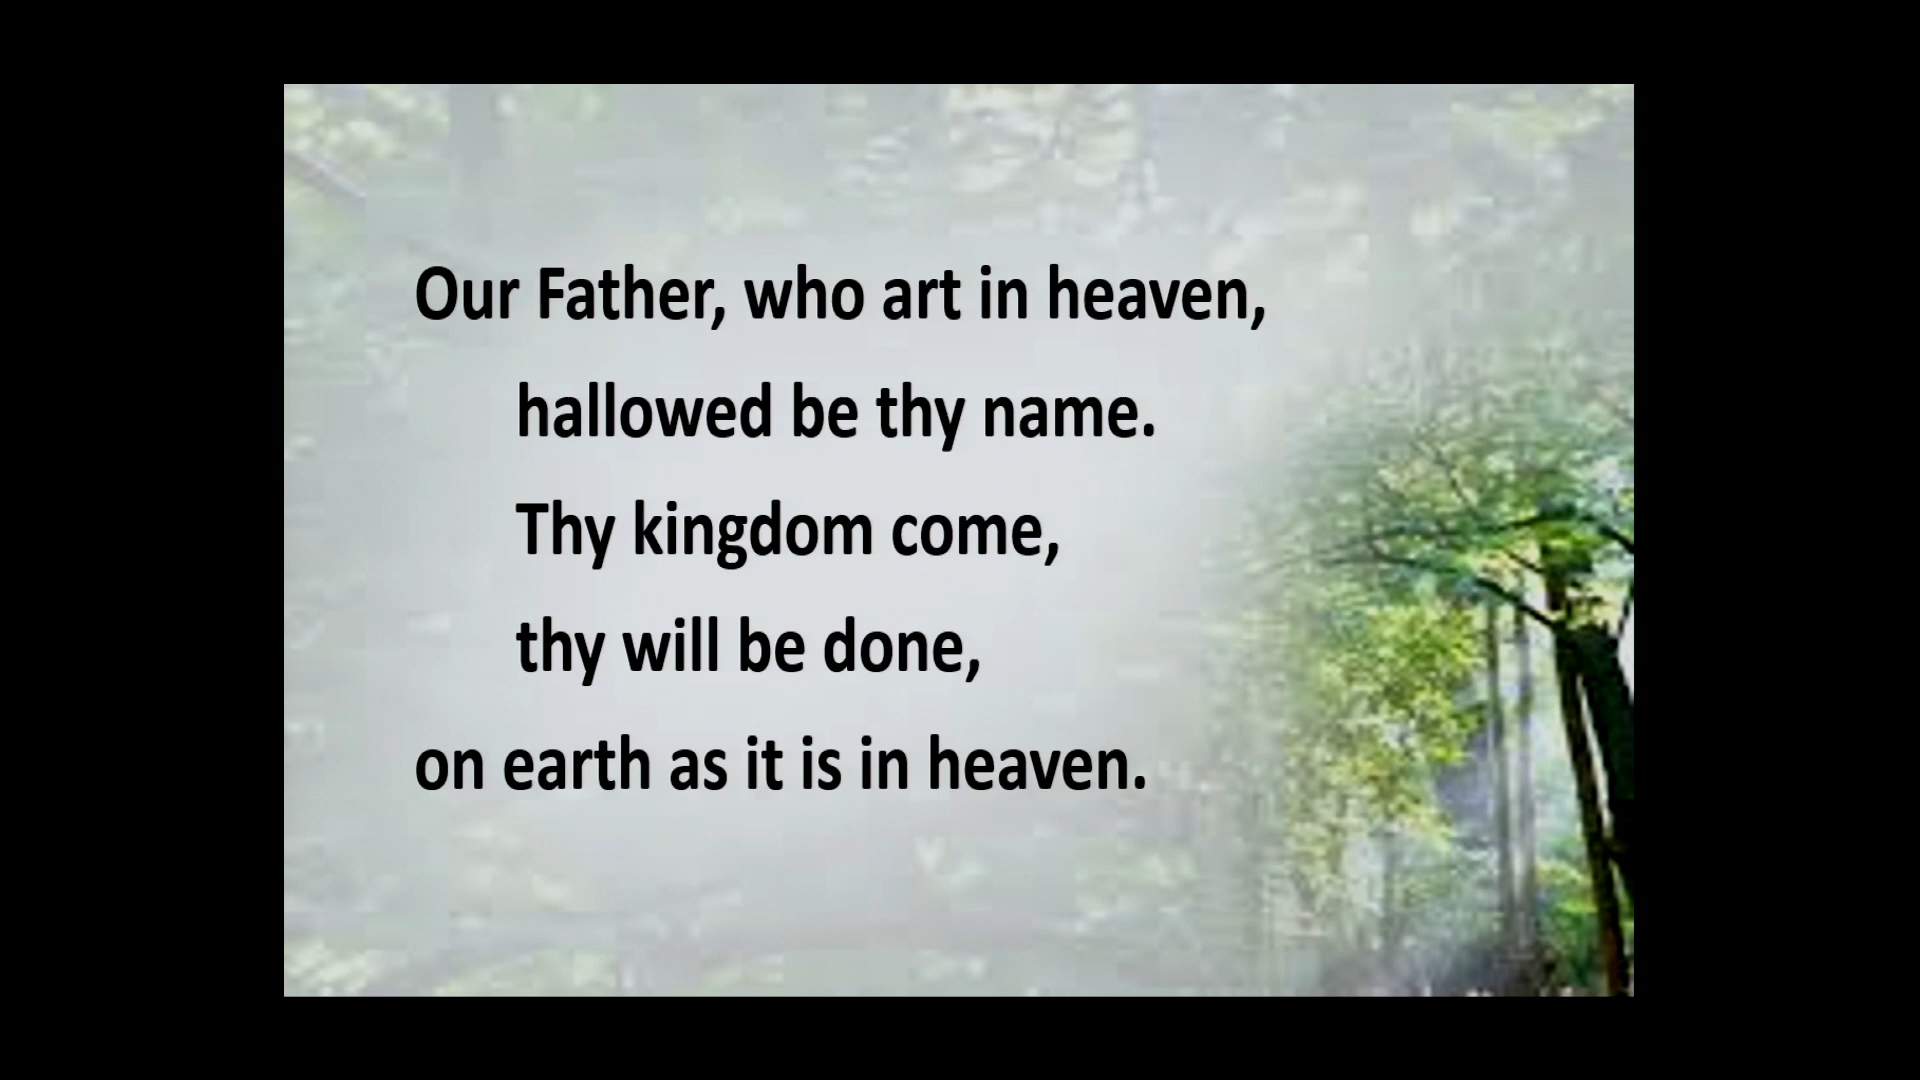 Our Father, who art in heaven,
hallowed be thy name.
Thy kingdom come,
thy will be done,
on earth as it is in heaven.